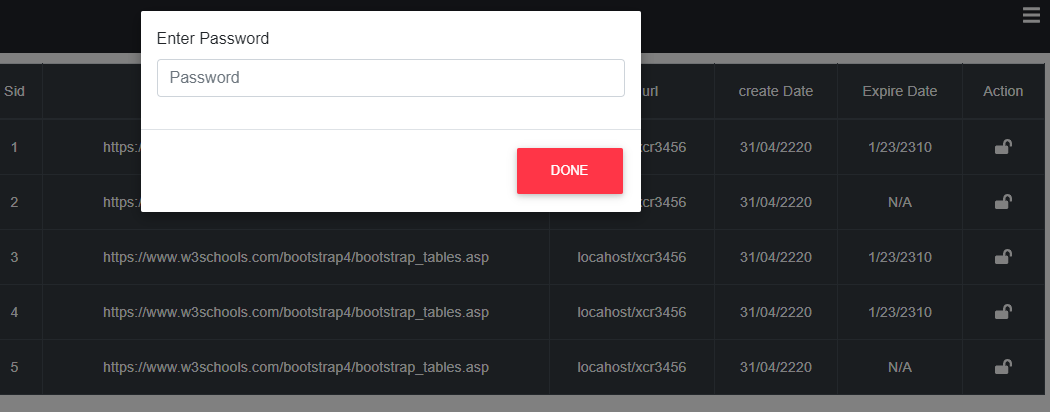 Enter Password
Password
DONE
Sid url create Date Expire Date Action
1 https:/ /xcr3456 31/04/2220 1/23/2310
2 https:/ /xcr3456 31/04/2220 N/A
3 https://www.w3schools.com/bootstrap4/bootstrap_tables.asp locahost/xcr3456 31/04/2220 1/23/2310
4 https://www.w3schools.com/bootstrap4/bootstrap_tables.asp locahost/xcr3456 31/04/2220 1/23/2310
5 https://www.w3schools.com/bootstrap4/bootstrap_tables.asp locahost/xcr3456 31/04/2220 N/A